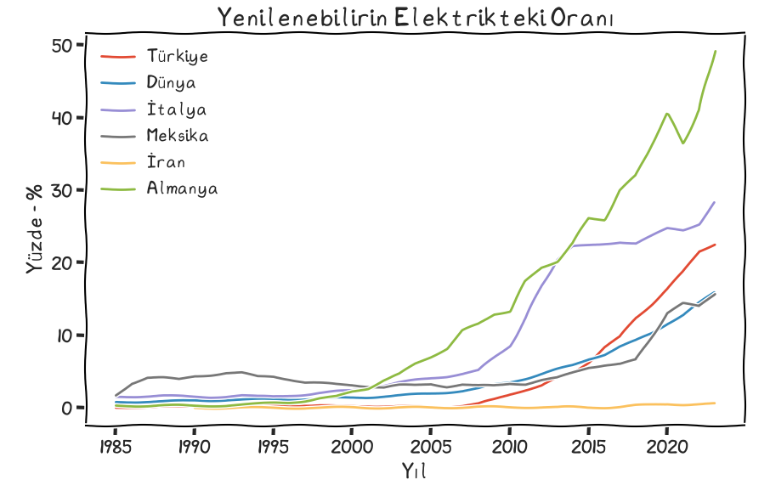 Yenilenebilirin Elektrikteki Oranı
50
40
30
20
10
0
Yüzde - %
Türkiye
Dünya
İtalya
Meksika
İran
Almanya
1985 1990 1995 2000 2005 2010 2015 2020
Yıl